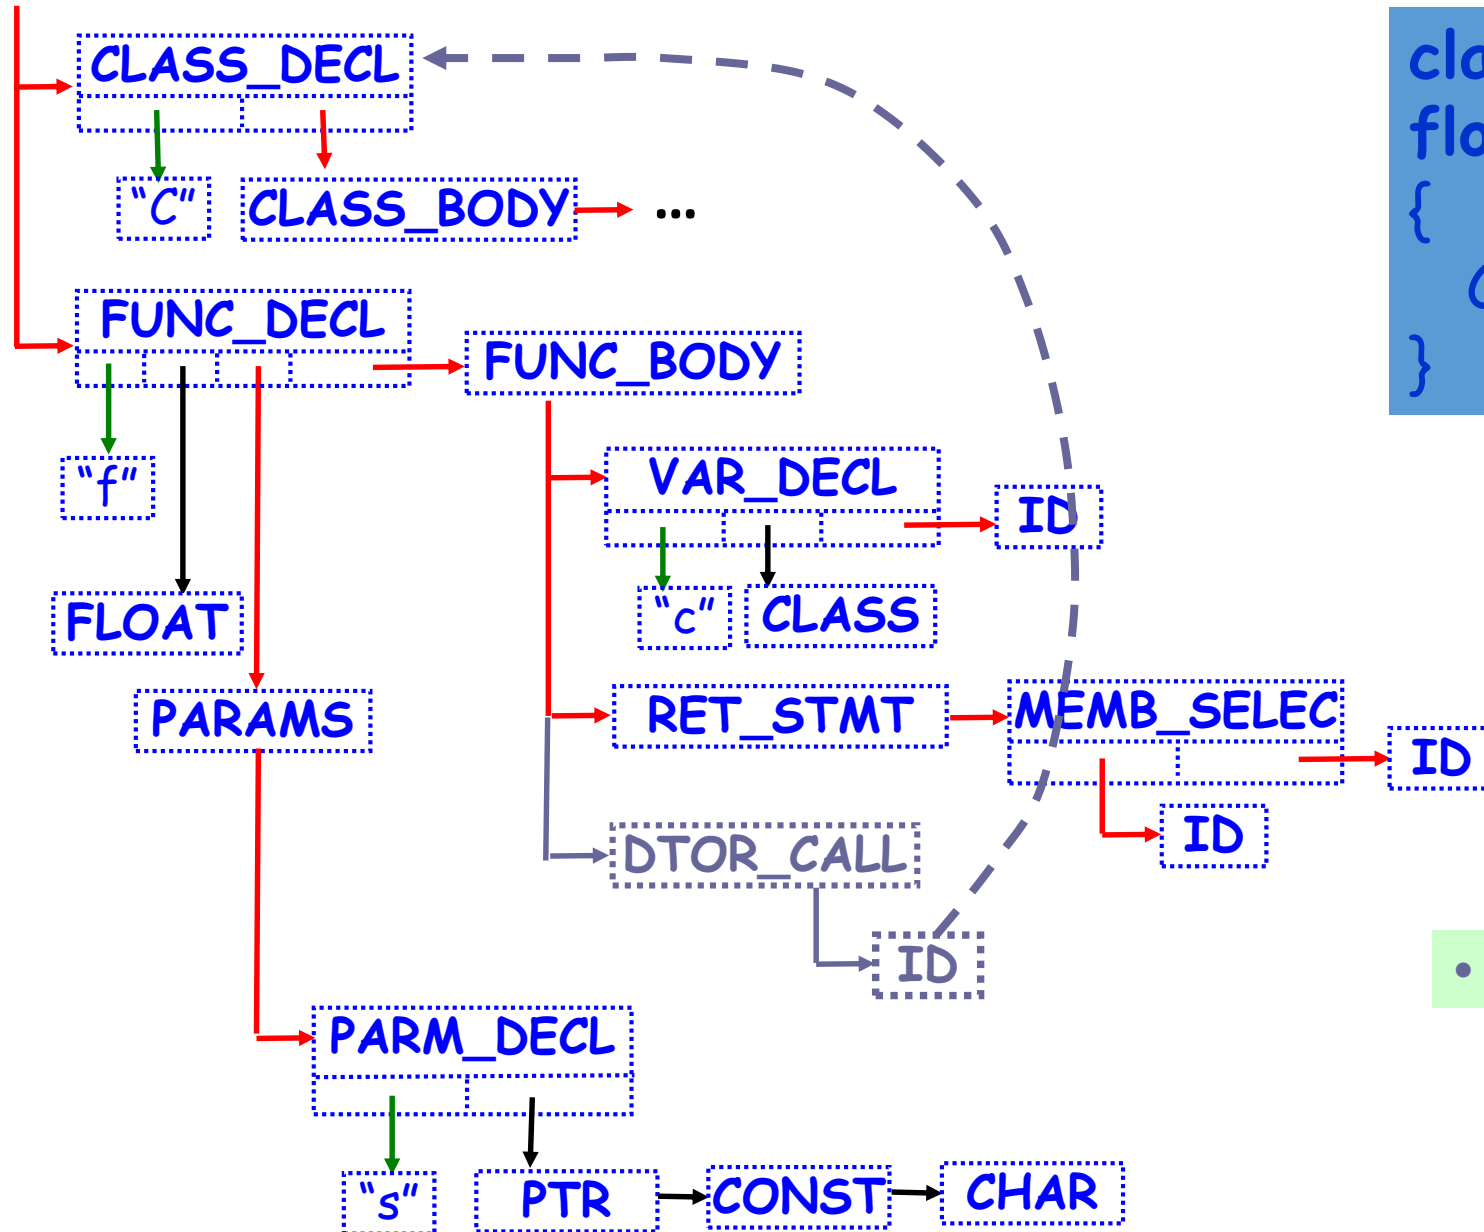 CLASS_DECL
"C"
CLASS_BODY
...
FUNC_DECL
FUNC_BODY
"f"
VAR_DECL
ID
FLOAT
"c"
CLASS
PARAMS
RET_STMT
MEMB_SELEC
ID
ID
DTOR_CALL
ID
PARM_DECL
"s"
PTR
CONST
CHAR
{
}
•